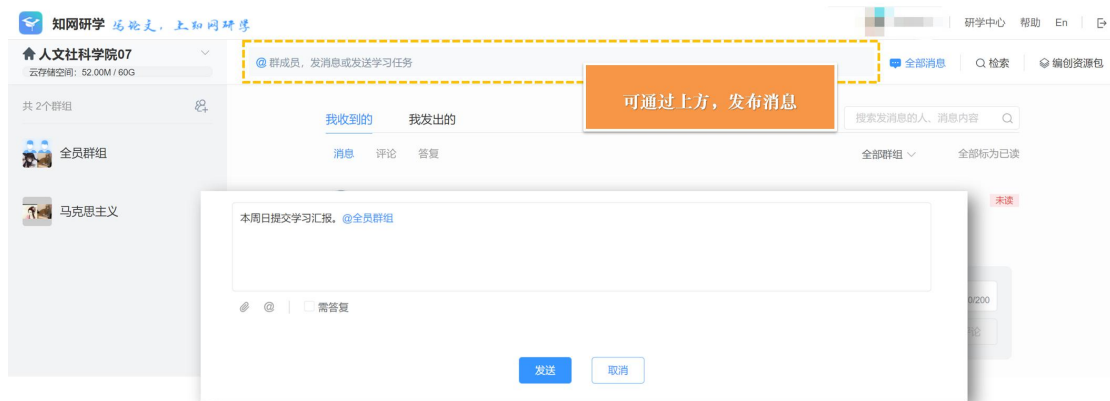 知网研学 写论文，上知网研学
研学中心 帮助 En
人文社科学院07
云存储空间：52.00M / 60G
@ 群成员，发消息或发送学习任务
全部消息 检索 编创资源包
可通过上方，发布消息
共 2个群组
我收到的 我发出的
搜索发消息的人、消息内容
全员群组
消息 评论 答复
全部群组 全部标为已读
马克思主义
未读
本周日提交学习汇报。@全员群组
0/200
@ 需答复
发送 取消